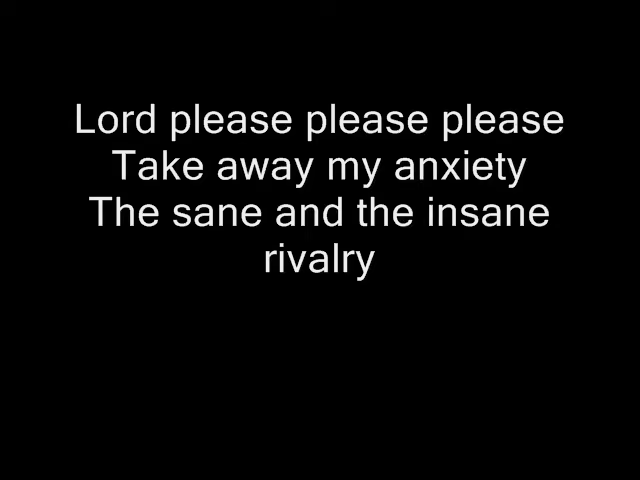 Lord please please please
Take away my anxiety
The sane and the insane
rivalry